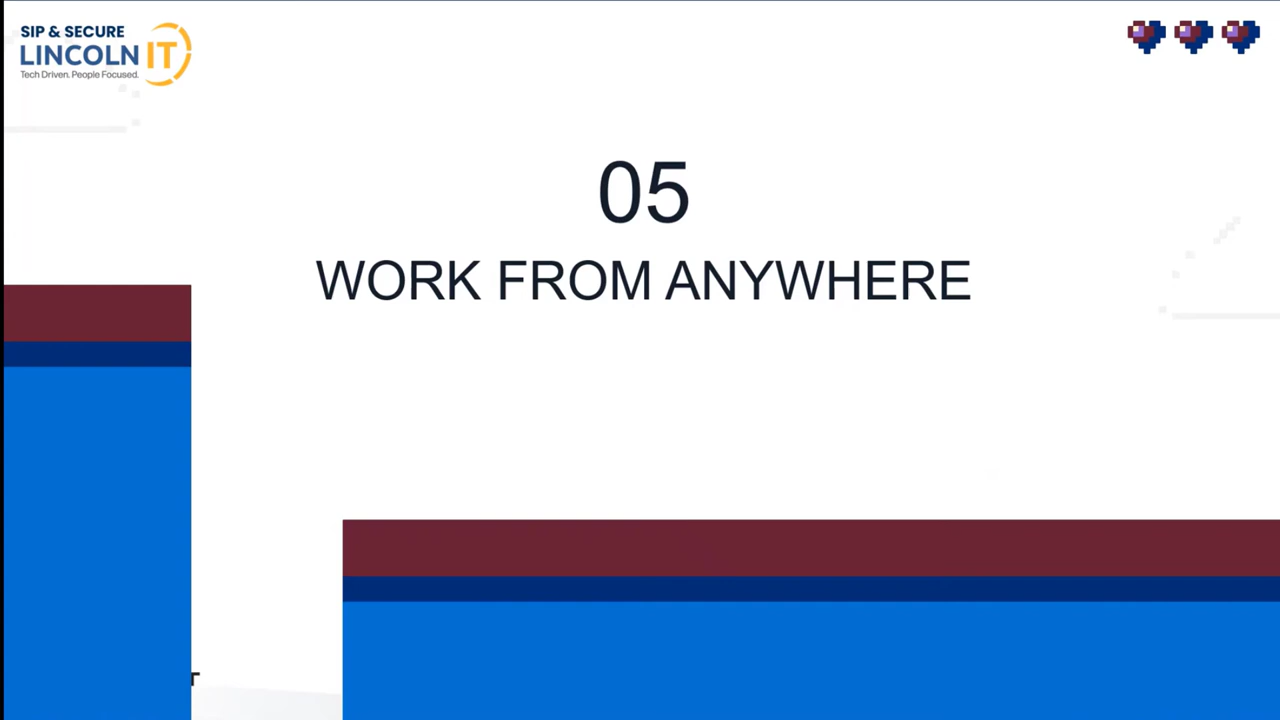 SIP & SECURE
LINCOLN IT
Tech Driven. People Focused.
05
WORK FROM ANYWHERE